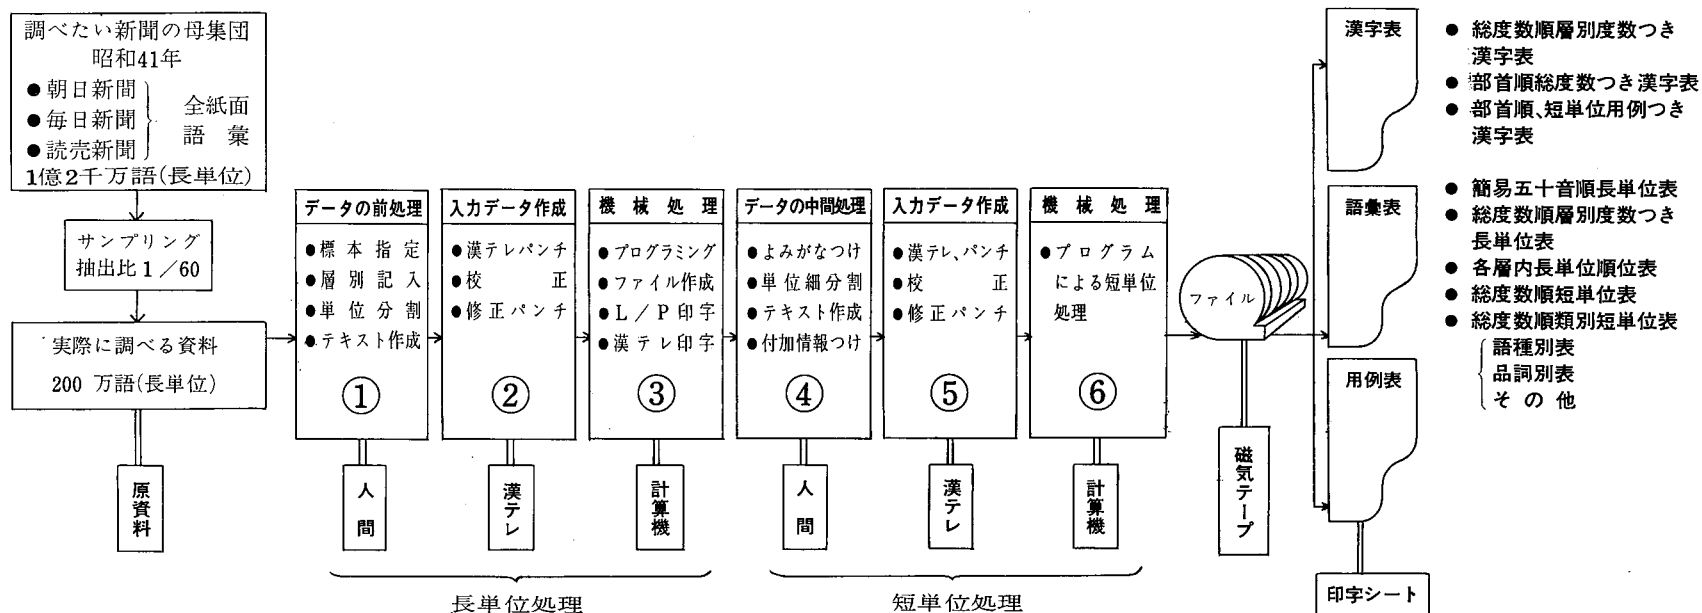 調べたい新聞の母集団
昭和41年
●朝日新聞
●毎日新聞
●読売新聞
全紙面
語彙
1億2千万語(長単位)
サンプリング
抽出比1／60
実際に調べる資料
200 万語(長単位)
原資料
データの前処理
●標本指定
●層別記入
●単位分割
●テキスト作成
①
人間
入力データ作成
●漢テレパンチ
●校正
●修正パンチ
②
漢テレ
機械処理
●プログラミング
●ファイル作成
●L／P印字
●漢テレ印字
③
計算機
長単位処理
データの中間処理
●よみがなつけ
●単位細分割
●テキスト作成
●付加情報つけ
④
人間
入力データ作成
●漢テレ、パンチ
●校正
●修正パンチ
⑤
漢テレ
機械処理
●プログラム
による短単位
処理
⑥
計算機
短単位処理
ファイル
磁気テープ
漢字表
● 総度数順層別度数つき
漢字表
● 部首順総度数つき漢字表
● 部首順、短単位用例つき
漢字表
語彙表
● 簡易五十音順長単位表
● 総度数順層別度数つき
長単位表
● 各層内長単位順位表
● 総度数順短単位表
● 総度数順類別短単位表
語種別表
品詞別表
その他
用例表
印字シート